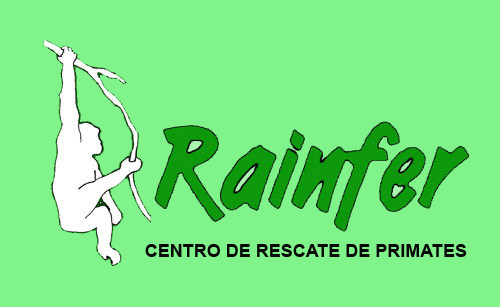 Rainfer
CENTRO DE RESCATE DE PRIMATES